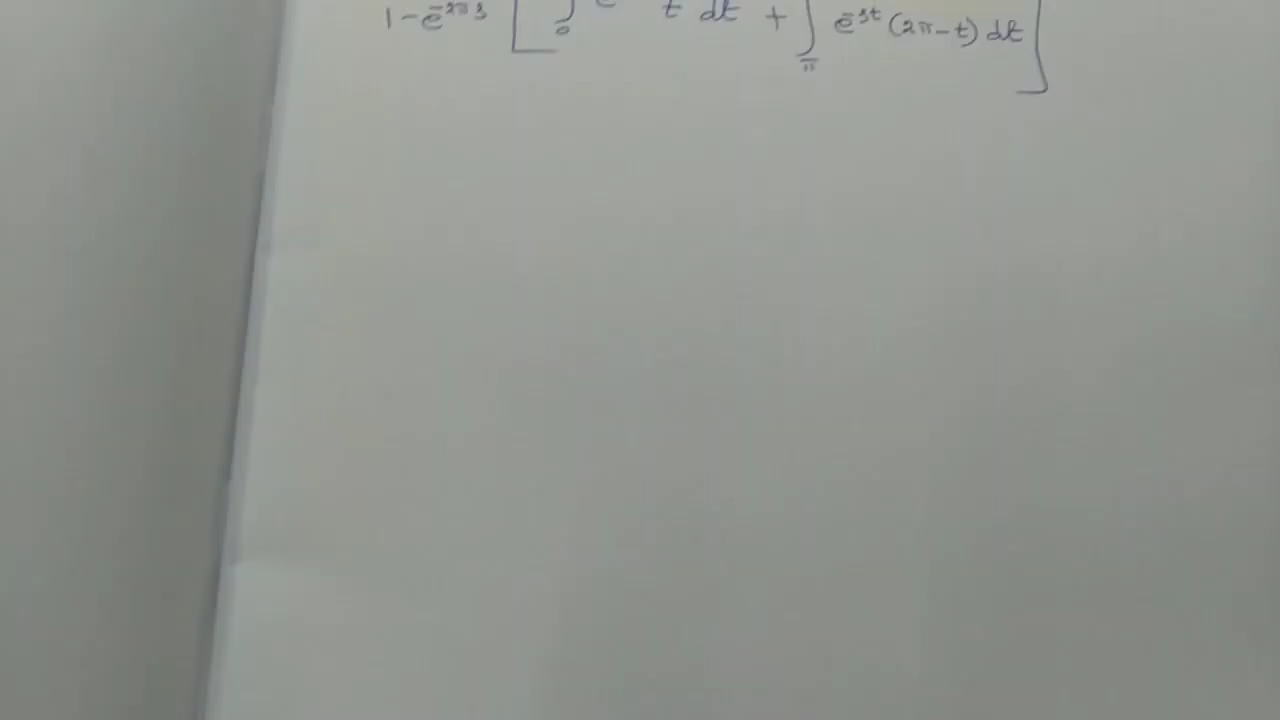 1 - e^{-2πs} [ ∫_0 e t dt + ∫_π e^{-st} (2π - t) dt ]